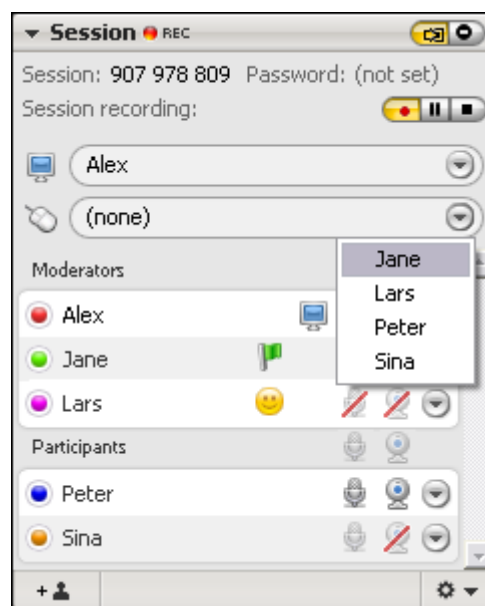 Session REC
Session: 907 978 809 Password: (not set)
Session recording:
Alex
(none)
Jane
Lars
Peter
Sina
Moderators
Alex
Jane
Lars
Participants
Peter
Sina